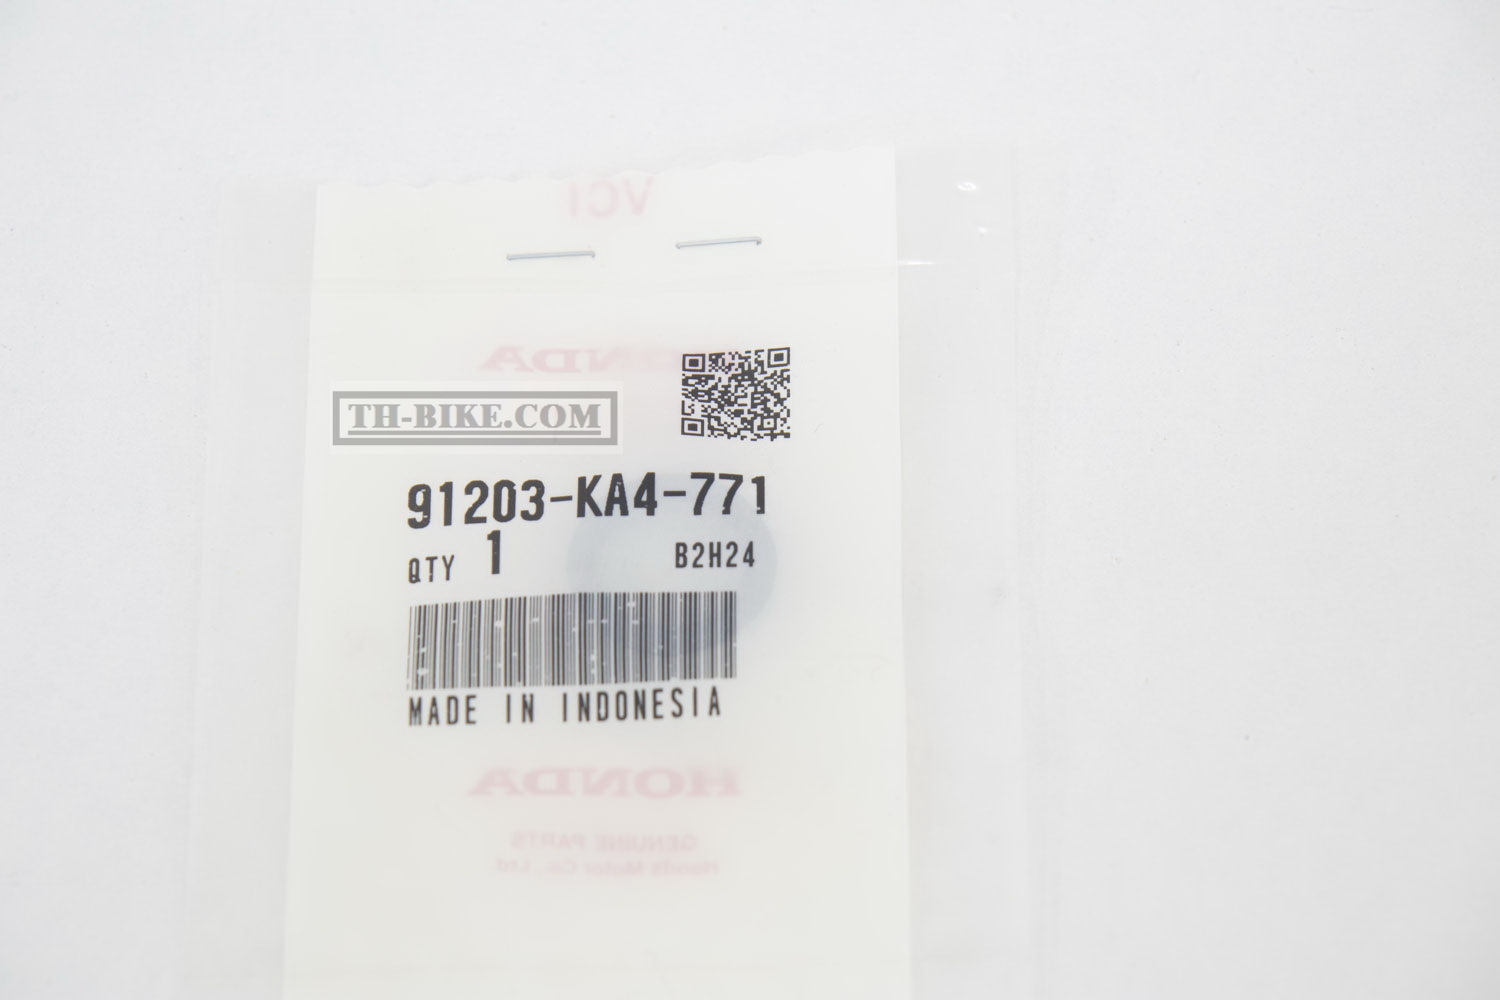 VCI
HONDA
TH-BIKE.COM
91203-KA4-771
QTY 1 B2H24
MADE IN INDONESIA
HONDA
GENUINE PARTS
Honda Motor Co., Ltd.